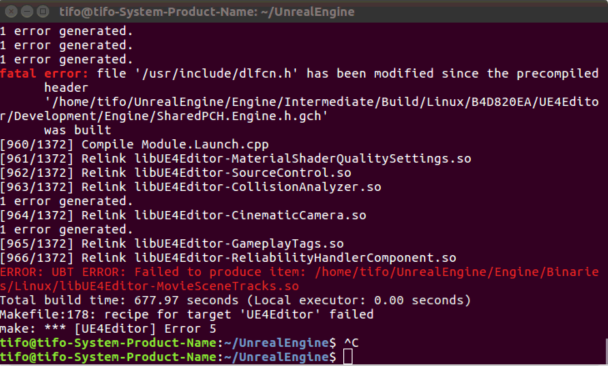 tifo@tifo-System-Product-Name: ~/UnrealEngine
1 error generated.
1 error generated.
1 error generated.
fatal error: file '/usr/include/dlfcn.h' has been modified since the precompiled
header
'/home/tifo/UnrealEngine/Engine/Intermediate/Build/Linux/B4D820EA/UE4Edito
r/Development/Engine/SharedPCH.Engine.h.gch'
was built
[960/1372] Compile Module.Launch.cpp
[961/1372] Relink libUE4Editor-MaterialShaderQualitySettings.so
[962/1372] Relink libUE4Editor-SourceControl.so
[963/1372] Relink libUE4Editor-CollisionAnalyzer.so
1 error generated.
[964/1372] Relink libUE4Editor-CinematicCamera.so
[965/1372] Relink libUE4Editor-GameplayTags.so
[966/1372] Relink libUE4Editor-ReliabilityHandlerComponent.so
ERROR: UBT ERROR: Failed to produce item: /home/tifo/UnrealEngine/Engine/Binarie
s/Linux/libUE4Editor-MovieSceneTracks.so
Total build time: 677.97 seconds (Local executor: 0.00 seconds)
Makefile:178: recipe for target 'UE4Editor' failed
make: *** [UE4Editor] Error 5
tifo@tifo-System-Product-Name:~/UnrealEngine$ ^C
tifo@tifo-System-Product-Name:~/UnrealEngine$